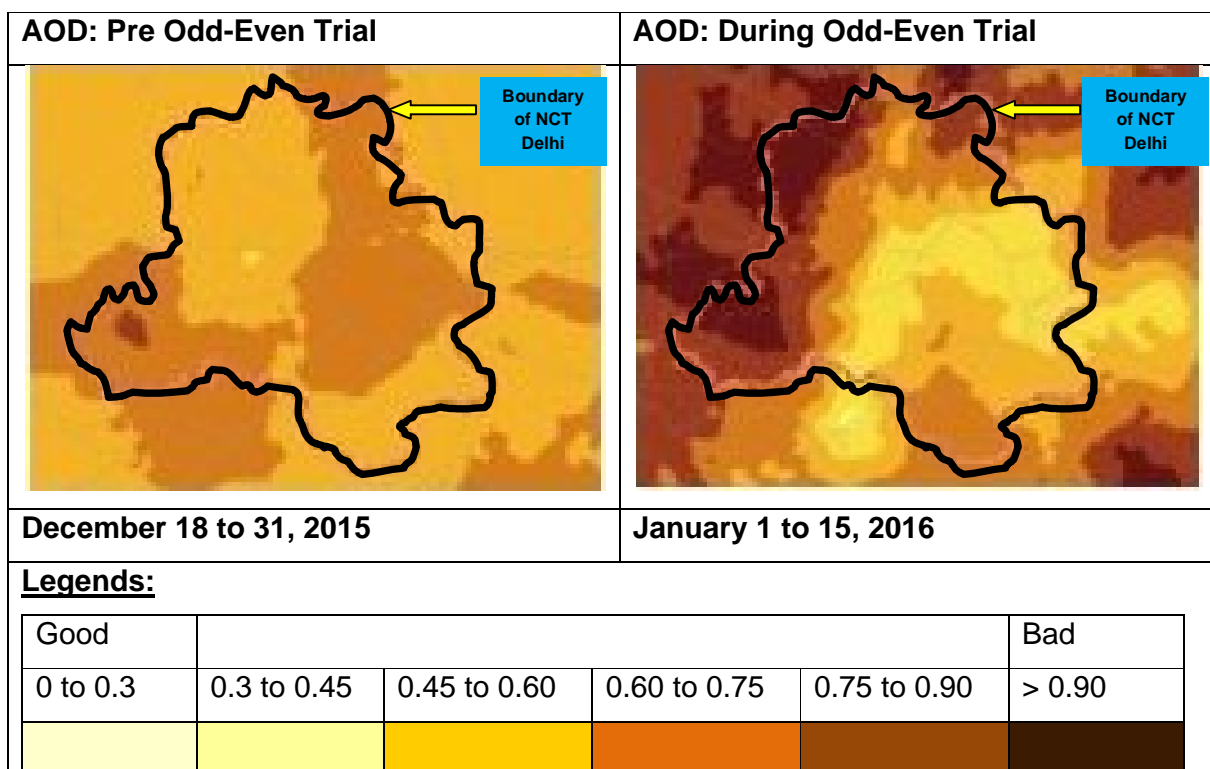 AOD: Pre Odd-Even Trial
AOD: During Odd-Even Trial
Boundary
of NCT
Delhi
Boundary
of NCT
Delhi
December 18 to 31, 2015
January 1 to 15, 2016
Legends:
Good
Bad
0 to 0.3
0.3 to 0.45
0.45 to 0.60
0.60 to 0.75
0.75 to 0.90
> 0.90